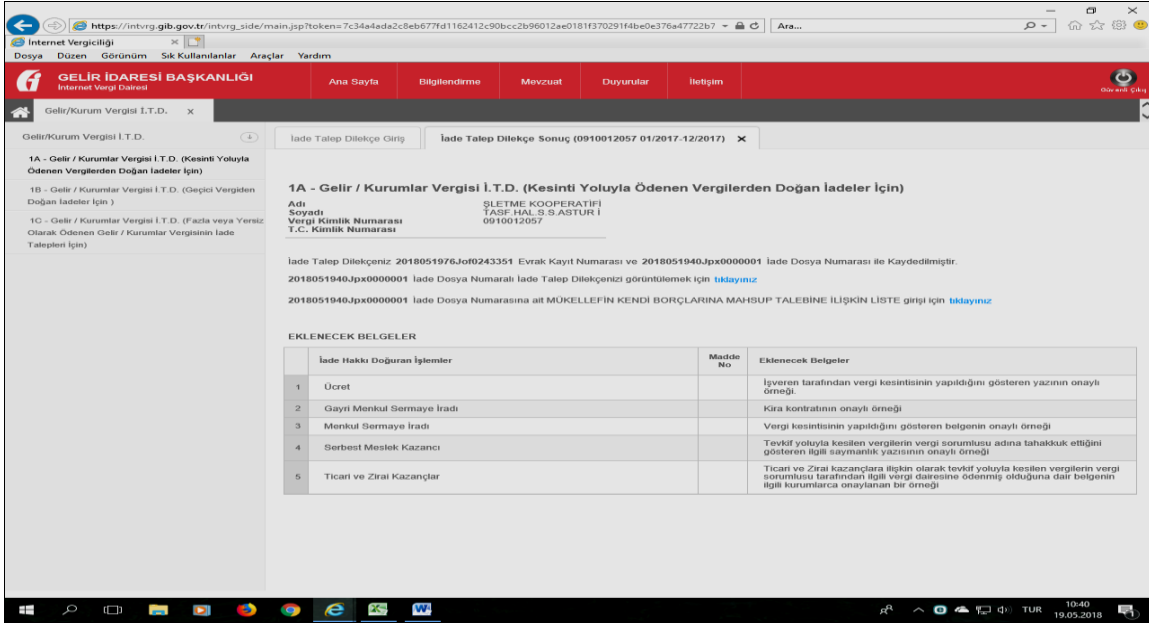 https://intvrg.gib.gov.tr/intvrg_side/main.jsp?token=7c34a4ada2c8eb677fd1162412c90bcc2b96012ae0181f370291f4be0e376a47722b7
Ara...
İnternet Vergiciliği
Dosya Düzen Görünüm Sık Kullanılanlar Araçlar Yardım
GELİR İDARESİ BAŞKANLIĞI
İnternet Vergi Dairesi
Ana Sayfa Bilgilendirme Mevzuat Duyurular İletişim
Güvenli Çıkış
Gelir/Kurum Vergisi İ.T.D. x
Gelir/Kurum Vergisi İ.T.D.
1A - Gelir / Kurumlar Vergisi İ.T.D. (Kesinti Yoluyla
Ödenen Vergilerden Doğan İadeler İçin)
1B - Gelir / Kurumlar Vergisi İ.T.D. (Geçici Vergiden
Doğan İadeler İçin )
1C - Gelir / Kurumlar Vergisi İ.T.D. (Fazla veya Yersiz
Olarak Ödenen Gelir / Kurumlar Vergisinin İade
Talepleri İçin)
İade Talep Dilekçe Giriş
İade Talep Dilekçe Sonuç (0910012057 01/2017-12/2017) x
1A - Gelir / Kurumlar Vergisi İ.T.D. (Kesinti Yoluyla Ödenen Vergilerden Doğan İadeler İçin)
Adı ŞLETME KOOPERATİFİ
Soyadı TASF.HAL.S.S.ASTUR İ
Vergi Kimlik Numarası 0910012057
T.C. Kimlik Numarası
İade Talep Dilekçeniz 2018051976Jof0243351 Evrak Kayıt Numarası ve 2018051940Jpx0000001 İade Dosya Numarası ile Kaydedilmiştir.
2018051940Jpx0000001 İade Dosya Numaralı İade Talep Dilekçenizi görüntülemek için tıklayınız
2018051940Jpx0000001 İade Dosya Numarasına ait MÜKELLEFİN KENDİ BORÇLARINA MAHSUP TALEBİNE İLİŞKİN LİSTE girişi için tıklayınız
EKLENECEK BELGELER
İade Hakkı Doğuran İşlemler Madde No Eklenecek Belgeler
1 Ücret İşveren tarafından vergi kesintisinin yapıldığını gösteren yazının onaylı
örneği.
2 Gayri Menkul Sermaye İradı Kira kontratının onaylı örneği
3 Menkul Sermaye İradı Vergi kesintisinin yapıldığını gösteren belgenin onaylı örneği
4 Serbest Meslek Kazancı Tevkif yoluyla kesilen vergilerin vergi sorumlusu adına tahakkuk ettiğini
gösteren ilgili saymanlık yazısının onaylı örneği
5 Ticari ve Zirai Kazançlar Ticari ve Zirai kazançlara ilişkin olarak tevkif yoluyla kesilen vergilerin vergi
sorumlusu tarafından ilgili vergi dairesine ödenmiş olduğuna dair belgenin
ilgili kurumlarca onaylanan bir örneği
TUR
10:40
19.05.2018